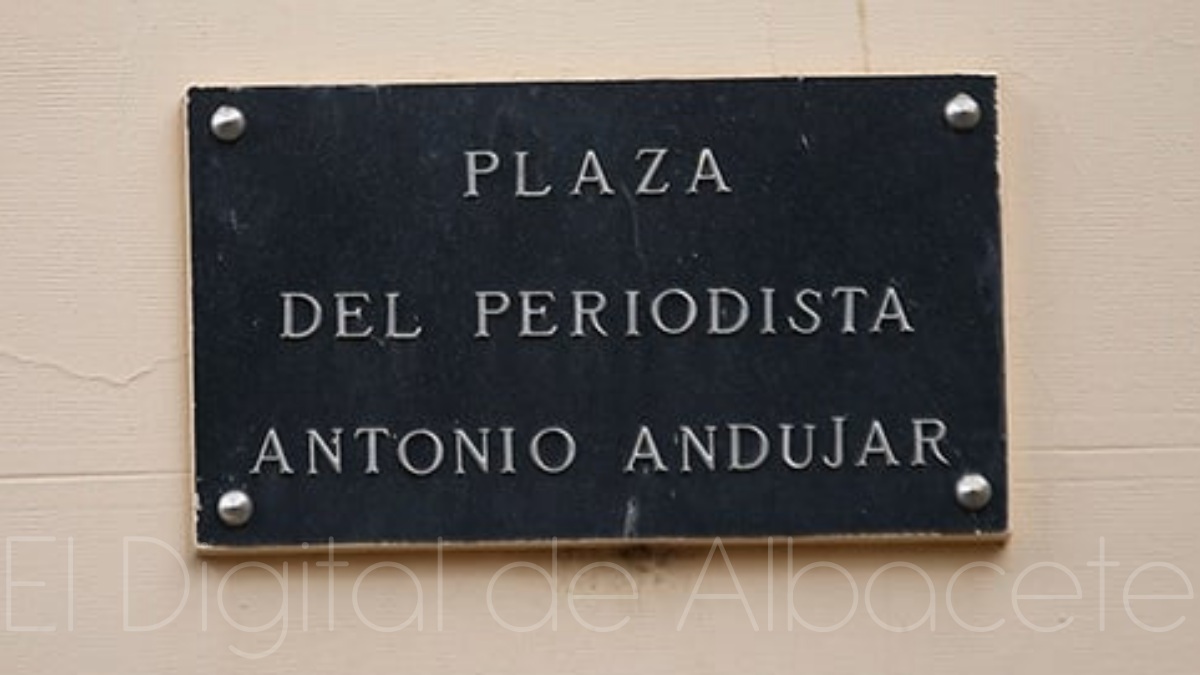 PLAZA
DEL PERIODISTA
ANTONIO ANDUJAR
El Digital de Albacete